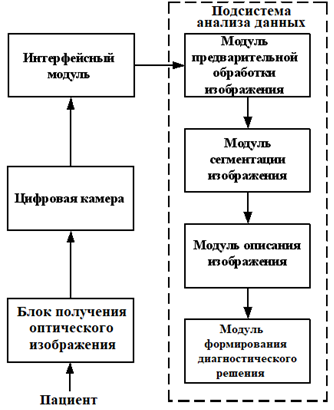 Подсистема
анализа данных
Интерфейсный
модуль
Модуль
предварительной
обработки
изображения
Модуль
сегментации
изображения
Цифровая камера
Модуль описания
изображения
Блок получения
оптического
изображения
Модуль
формирования
диагностического
решения
Пациент